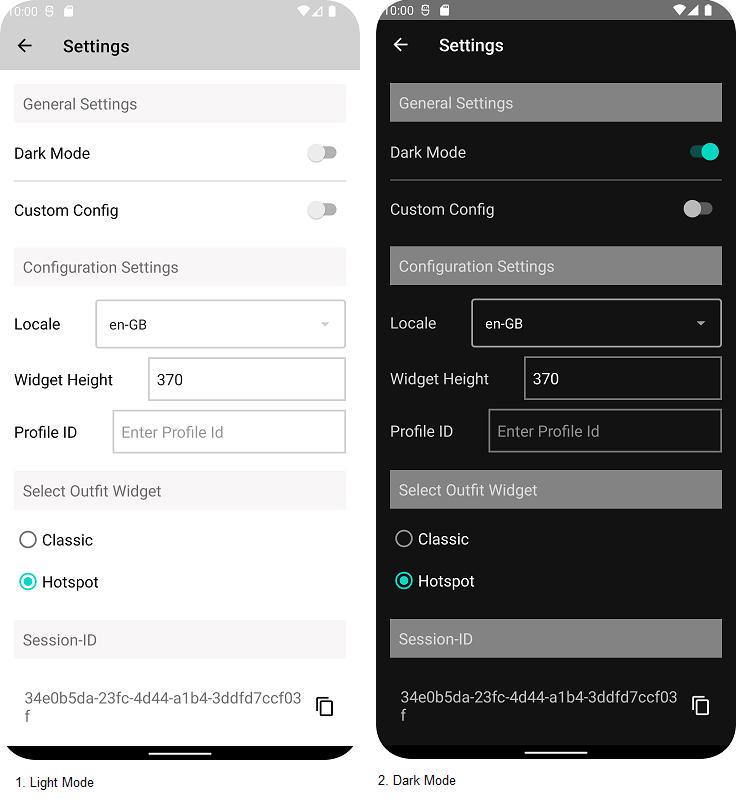 10:00
Settings
General Settings
Dark Mode
Custom Config
Configuration Settings
Locale en-GB
Widget Height 370
Profile ID Enter Profile Id
Select Outfit Widget
Classic
Hotspot
Session-ID
34e0b5da-23fc-4d44-a1b4-3ddfd7ccf03
f
1. Light Mode
10:00
Settings
General Settings
Dark Mode
Custom Config
Configuration Settings
Locale en-GB
Widget Height 370
Profile ID Enter Profile Id
Select Outfit Widget
Classic
Hotspot
Session-ID
34e0b5da-23fc-4d44-a1b4-3ddfd7ccf03
f
2. Dark Mode